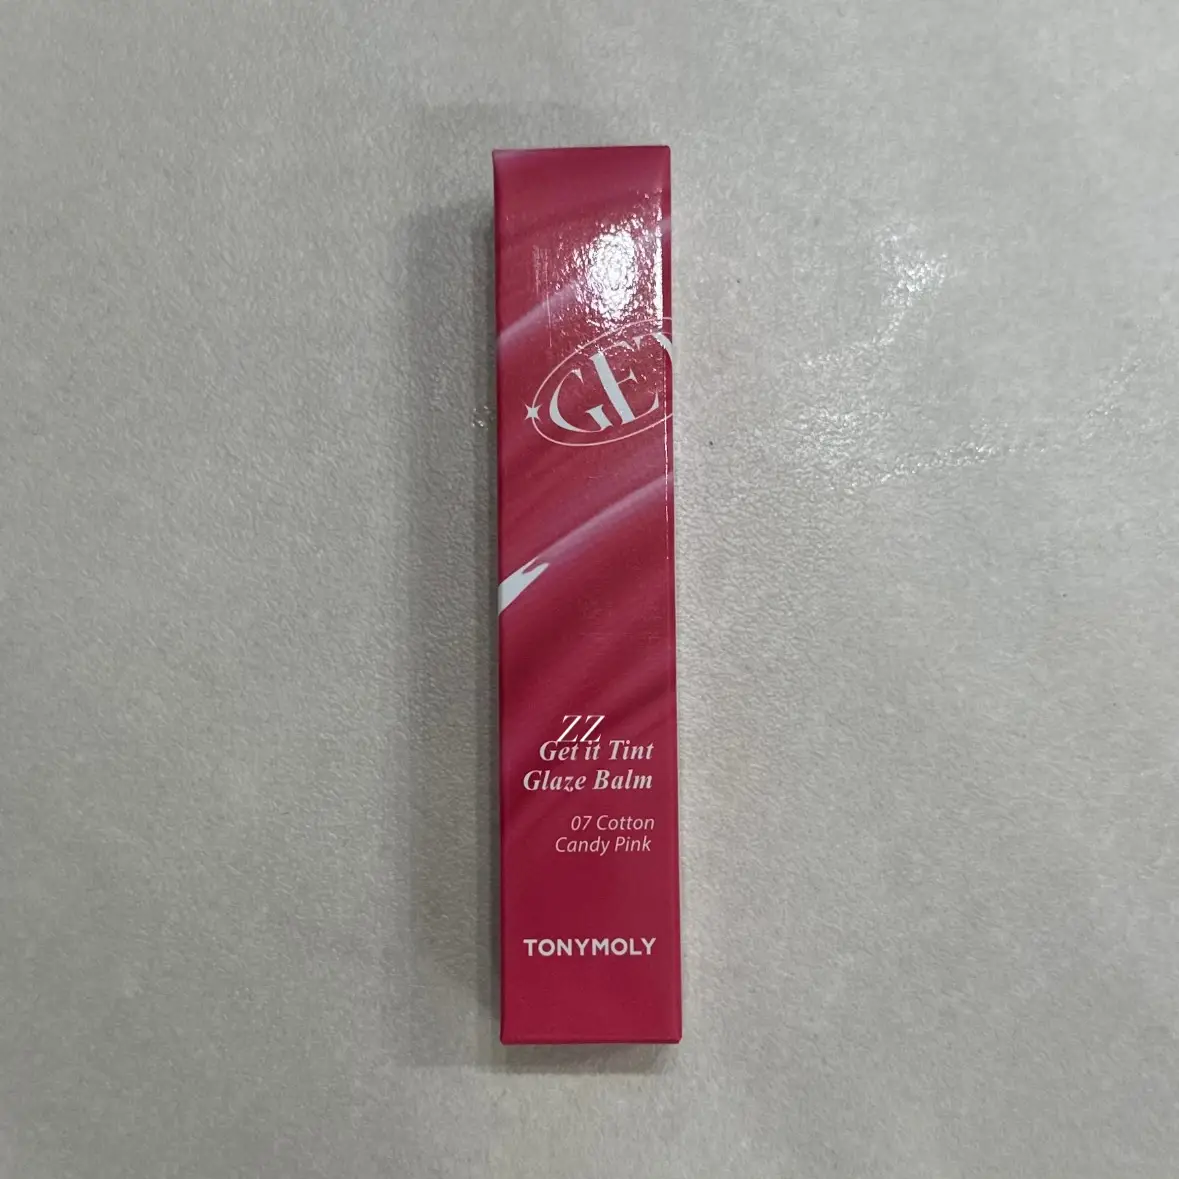 GET
ZZ
Get it Tint
Glaze Balm
07 Cotton
Candy Pink
TONYMOLY